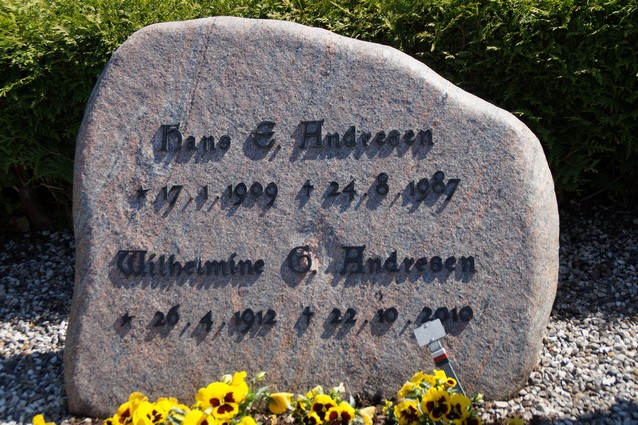 Hans E. Andresen
* 17.1.1909 † 24.8.1987
Wilhelmine G. Andresen
* 26.4.1912 † 22.10.2010